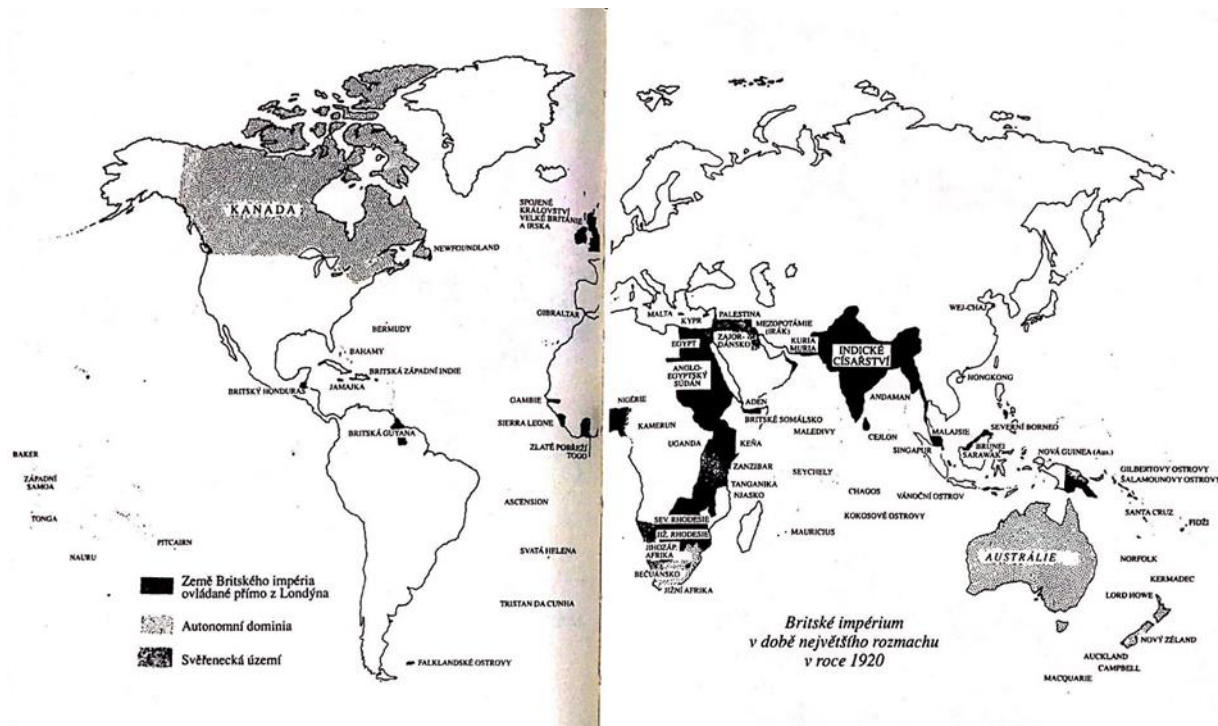 KANADA
NEWFOUNDLAND
SPOJENÉ
KRÁLOVSTVÍ
VELKÉ BRITÁNIE
A IRSKA
GIBRALTAR
BERMUDY
BAHAMY
BRITSKÁ ZÁPADNÍ INDIE
BRITSKÝ HONDURAS
JAMAJKA
BRITSKÁ GUYANA
GAMBIE
SIERRA LEONE
ZLATÉ POBŘEŽÍ
TOGO
BAKER
ZÁPADNÍ
SAMOA
TONGA
NAURU
PITCAIRN
ASCENSION
SVATÁ HELENA
TRISTAN DA CUNHA
FALKLANDSKÉ OSTROVY
Země Britského impéria
ovládané přímo z Londýna
Autonomní dominia
Svěřenecká území
MALTA
KYPR
PALESTINA
MEZOPOTÁMIE
(IRÁK)
ZAJOR-
DÁNSKO
EGYPT
KURIA
MURIA
INDICKÉ
CÍSAŘSTVÍ
WEJ-CHAJ
HONGKONG
ANGLO-
EGYPTSKÝ
SÚDÁN
ADEN
BRITSKÉ SOMÁLSKO
NIGÉRIE
KAMERUN
UGANDA
KEŇA
ZANZIBAR
TANGANIKA
NJASKO
SEV. RHODESIE
JIŽ. RHODESIE
JIHOZÁP.
AFRIKA
BEČUÁNSKO
JIŽNÍ AFRIKA
MALEDIVY
SEYCHELY
CHAGOS
MAURICIUS
KOKOSOVÉ OSTROVY
VÁNOČNÍ OSTROV
ANDAMAN
CEJLON
MALAJSIE
SINGAPUR
SEVERNÍ BORNEO
BRUNEI
SARAWAK
NOVÁ GUINEA (Aus.)
GILBERTOVY OSTROVY
ŠALAMOUNOVY OSTROVY
SANTA CRUZ
FIDŽI
AUSTRÁLIE
NORFOLK
KERMADEC
LORD HOWE
NOVÝ ZÉLAND
AUCKLAND
CAMPBELL
MACQUARIE
Britské impérium
v době největšího rozmachu
v roce 1920